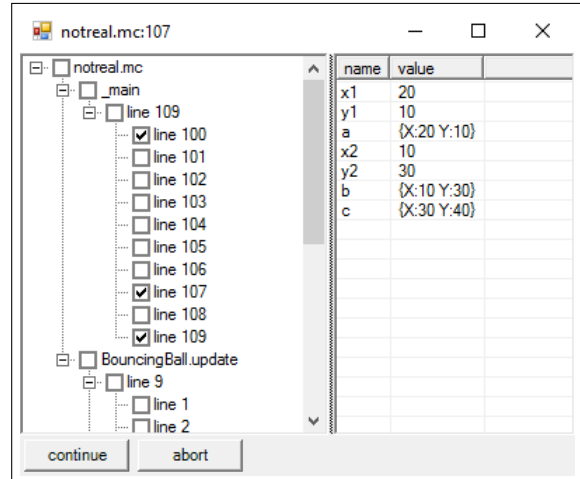 notreal.mc:107
notreal.mc
_main
line 109
line 100
line 101
line 102
line 103
line 104
line 105
line 106
line 107
line 108
line 109
BouncingBall.update
line 9
line 1
line 2
name value
x1 20
y1 10
a {X:20 Y:10}
x2 10
y2 30
b {X:10 Y:30}
c {X:30 Y:40}
continue abort